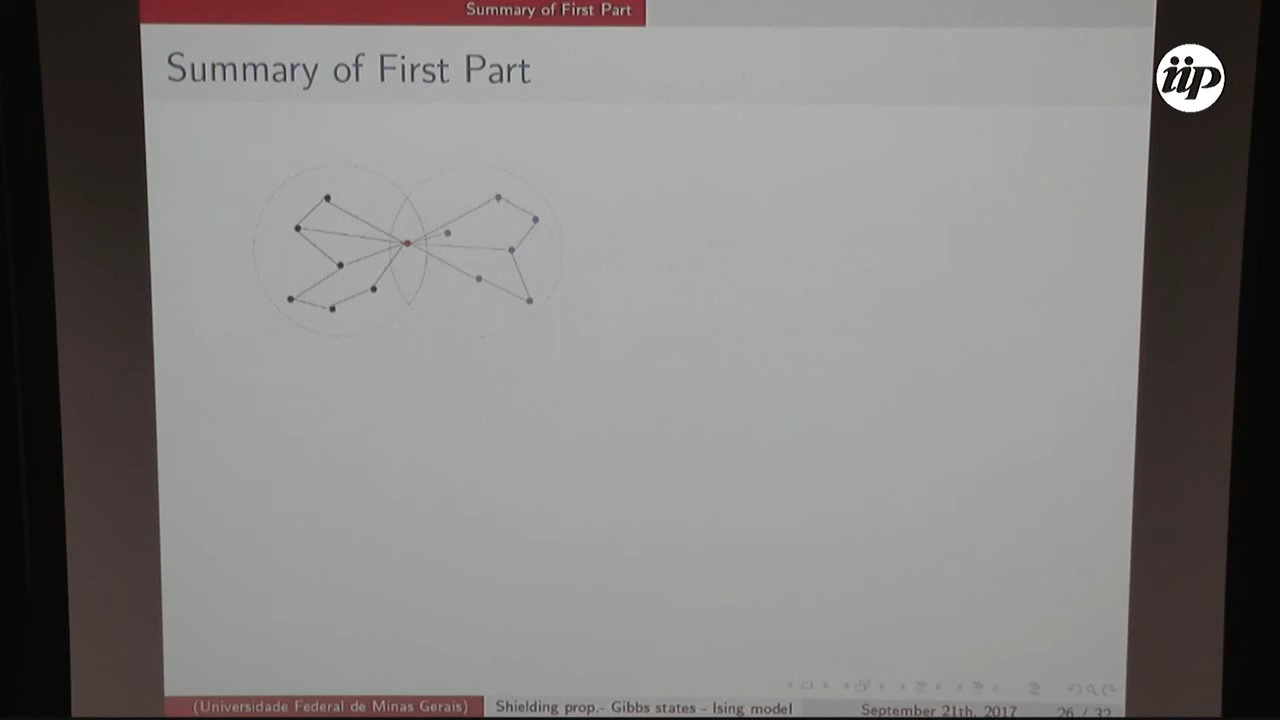 Summary of First Part
Summary of First Part
iip
(Universidade Federal de Minas Gerais)
Shielding prop.- Gibbs states - Ising model
September 21th, 2017
26 / 32